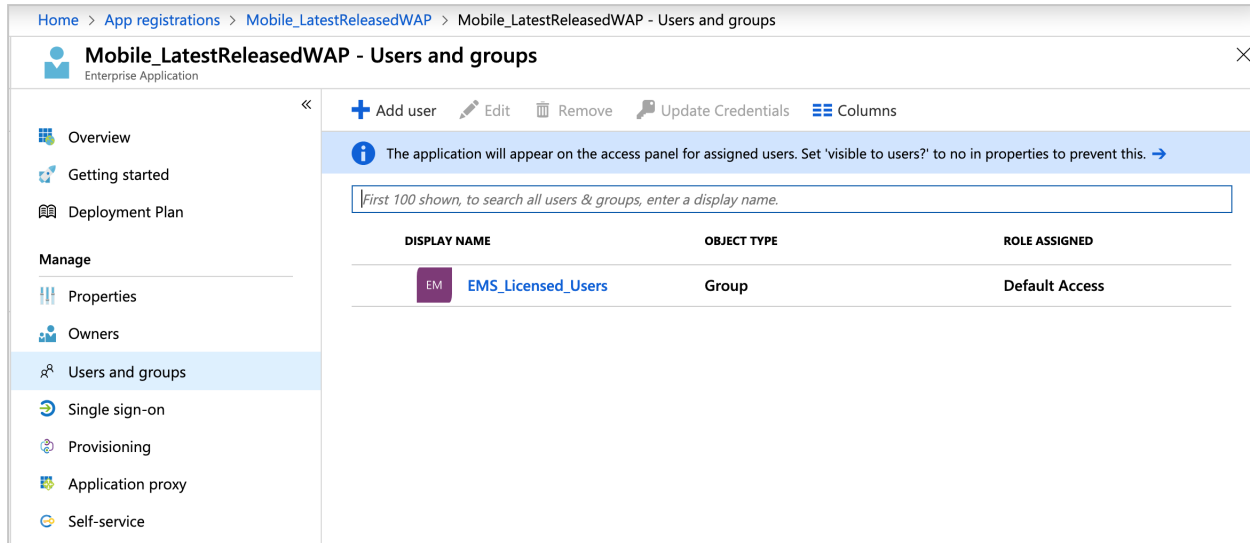 Home > App registrations > Mobile_LatestReleasedWAP > Mobile_LatestReleasedWAP - Users and groups
Mobile_LatestReleasedWAP - Users and groups
Enterprise Application
«
Overview
Getting started
Deployment Plan
Manage
Properties
Owners
Users and groups
Single sign-on
Provisioning
Application proxy
Self-service
Add user Edit Remove Update Credentials Columns
The application will appear on the access panel for assigned users. Set 'visible to users?' to no in properties to prevent this. →
First 100 shown, to search all users & groups, enter a display name.
DISPLAY NAME OBJECT TYPE ROLE ASSIGNED
EM EMS_Licensed_Users Group Default Access